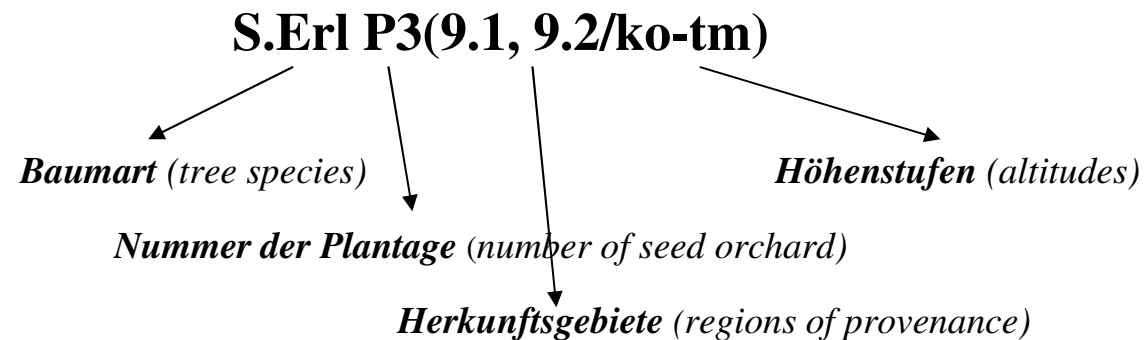 S.Erl P3(9.1, 9.2/ko-tm)
Baumart (tree species)
Höhenstufen (altitudes)
Nummer der Plantage (number of seed orchard)
Herkunftsgebiete (regions of provenance)